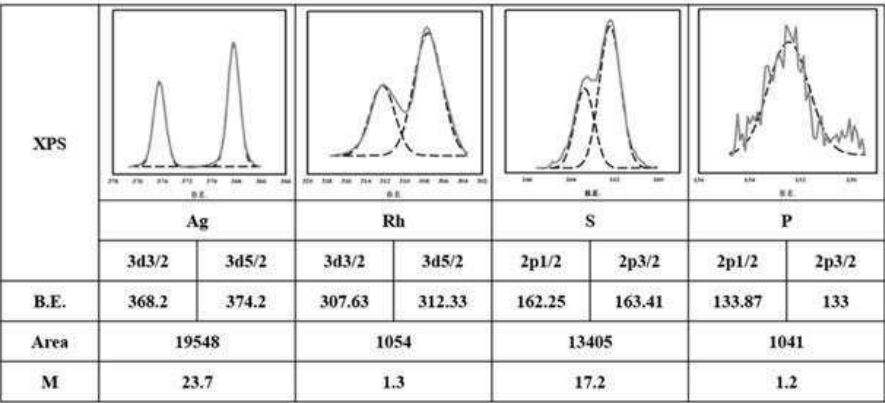 XPS
B.E. B.E. B.E. B.E.
Ag Rh S P
3d3/2 3d5/2 3d3/2 3d5/2 2p1/2 2p3/2 2p1/2 2p3/2
B.E. 368.2 374.2 307.63 312.33 162.25 163.41 133.87 133
Area 19548 1054 13405 1041
M 23.7 1.3 17.2 1.2